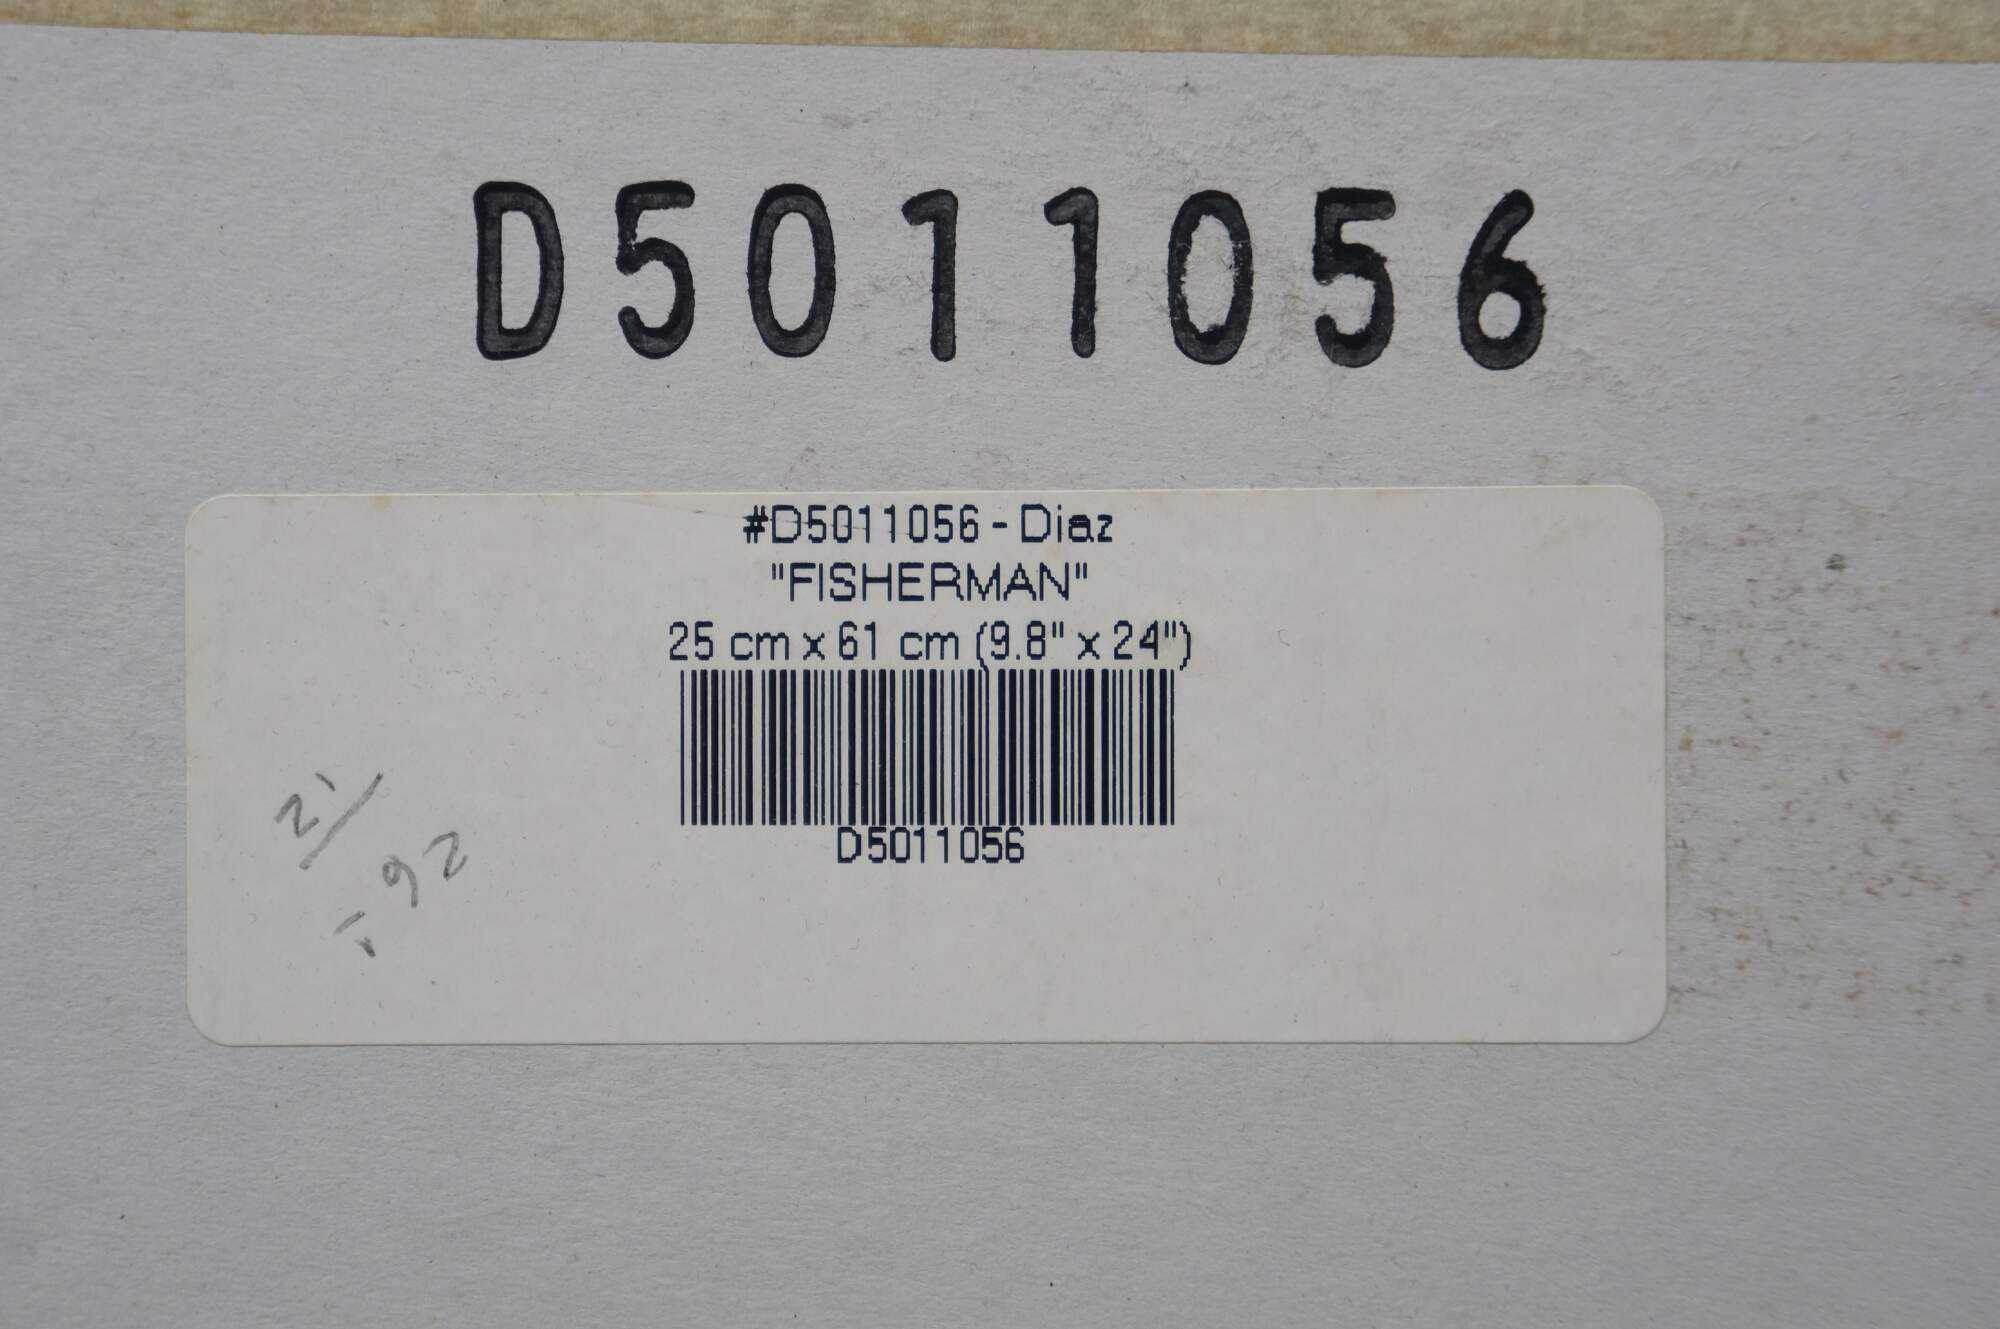 D5011056
#D5011056 - Diaz
"FISHERMAN"
25 cm x 61 cm (9.8" x 24")
D5011056